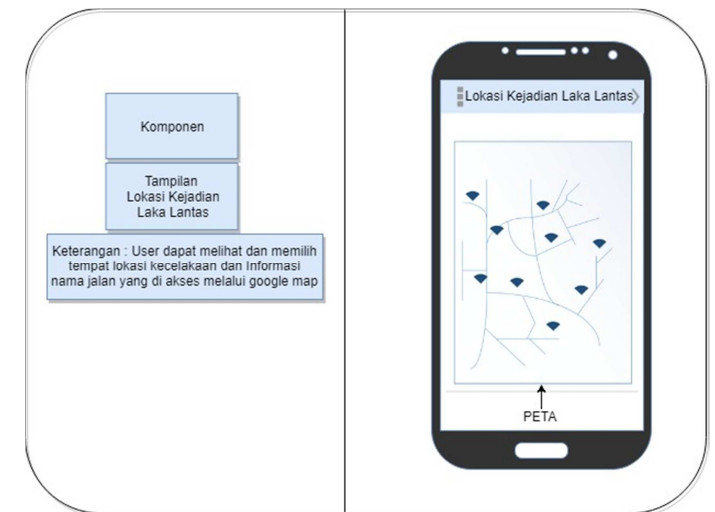 Komponen
Tampilan
Lokasi Kejadian
Laka Lantas
Keterangan : User dapat melihat dan memilih
tempat lokasi kecelakaan dan Informasi
nama jalan yang di akses melalui google map
Lokasi Kejadian Laka Lantas
PETA